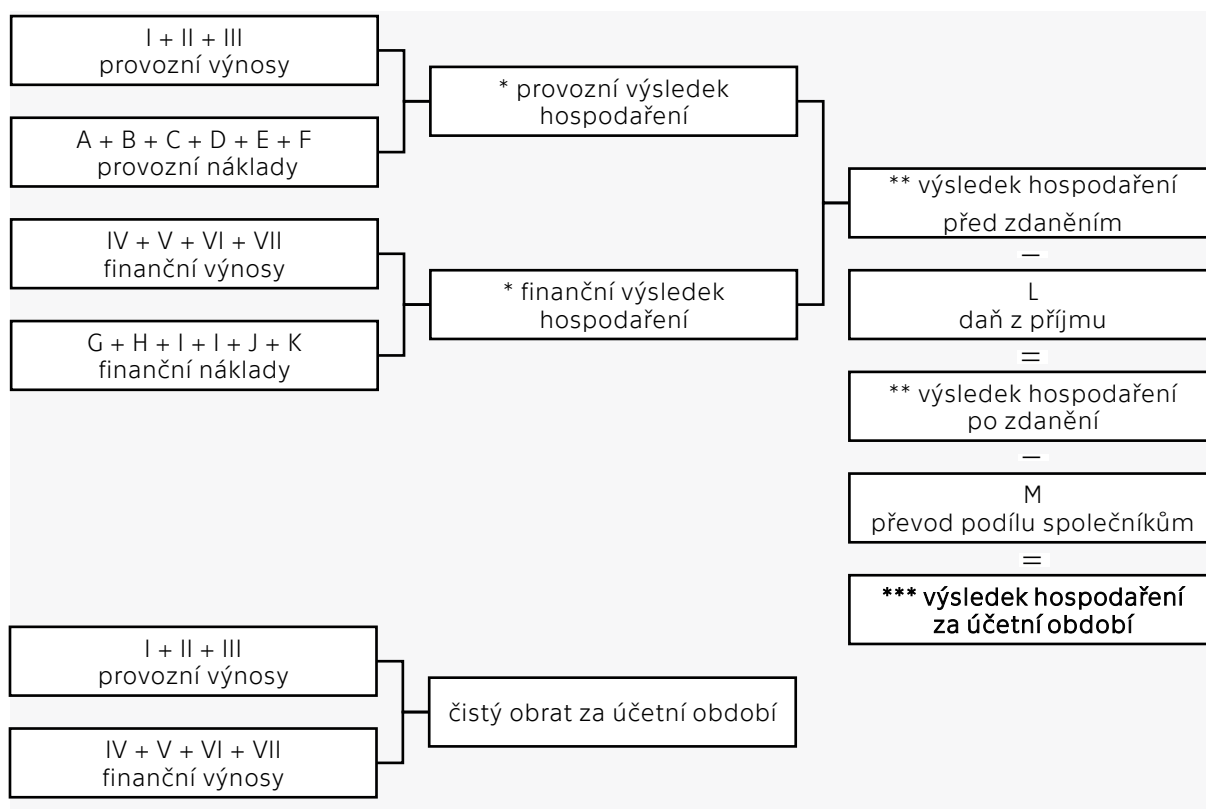 I + II + III
provozní výnosy
A + B + C + D + E + F
provozní náklady
* provozní výsledek
hospodaření
IV + V + VI + VII
finanční výnosy
G + H + I + I + J + K
finanční náklady
* finanční výsledek
hospodaření
** výsledek hospodaření
před zdaněním
–
L
daň z příjmu
=
** výsledek hospodaření
po zdanění
–
M
převod podílu společníkům
=
*** výsledek hospodaření
za účetní období
I + II + III
provozní výnosy
IV + V + VI + VII
finanční výnosy
čistý obrat za účetní období